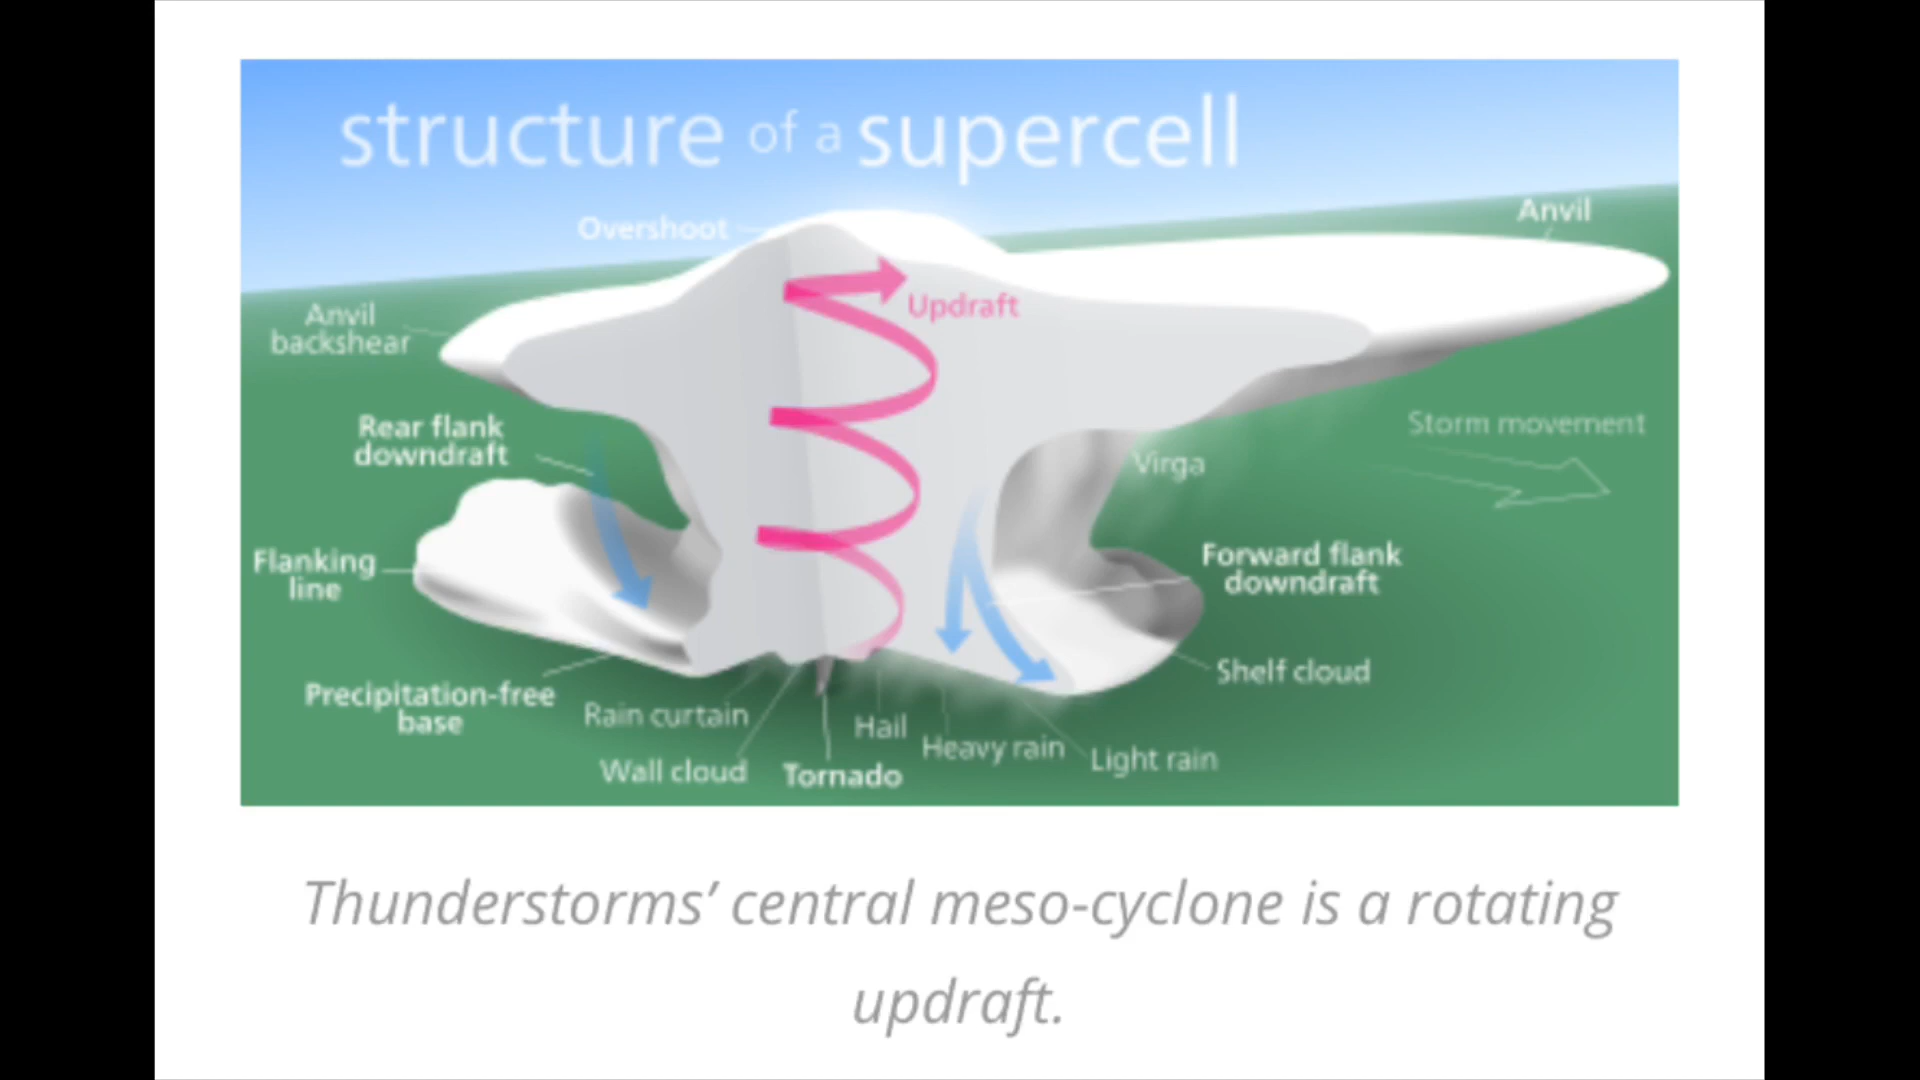 structure of a supercell
Overshoot
Anvil
Updraft
Anvil
backshear
Rear flank
downdraft
Storm movement
Virga
Flanking
line
Forward flank
downdraft
Shelf cloud
Precipitation-free
base
Rain curtain
Hail
Heavy rain
Light rain
Wall cloud
Tornado
Thunderstorms’ central meso-cyclone is a rotating
updraft.